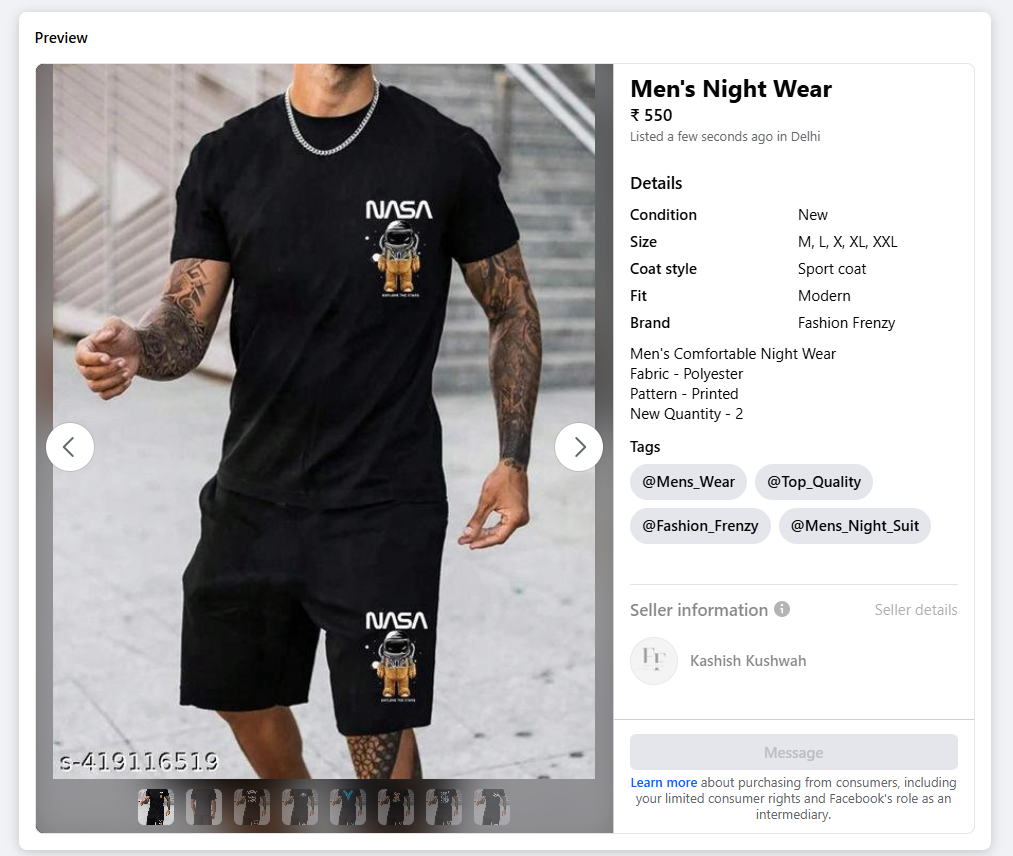 Preview
NASA
EXPLORE THE STARS
NASA
EXPLORE THE STARS
s-419116519
Men's Night Wear
₹ 550
Listed a few seconds ago in Delhi
Details
Condition New
Size M, L, X, XL, XXL
Coat style Sport coat
Fit Modern
Brand Fashion Frenzy
Men's Comfortable Night Wear
Fabric - Polyester
Pattern - Printed
New Quantity - 2
Tags
@Mens_Wear @Top_Quality
@Fashion_Frenzy @Mens_Night_Suit
Seller information Seller details
FF
Kashish Kushwah
Message
Learn more about purchasing from consumers, including
your limited consumer rights and Facebook's role as an
intermediary.